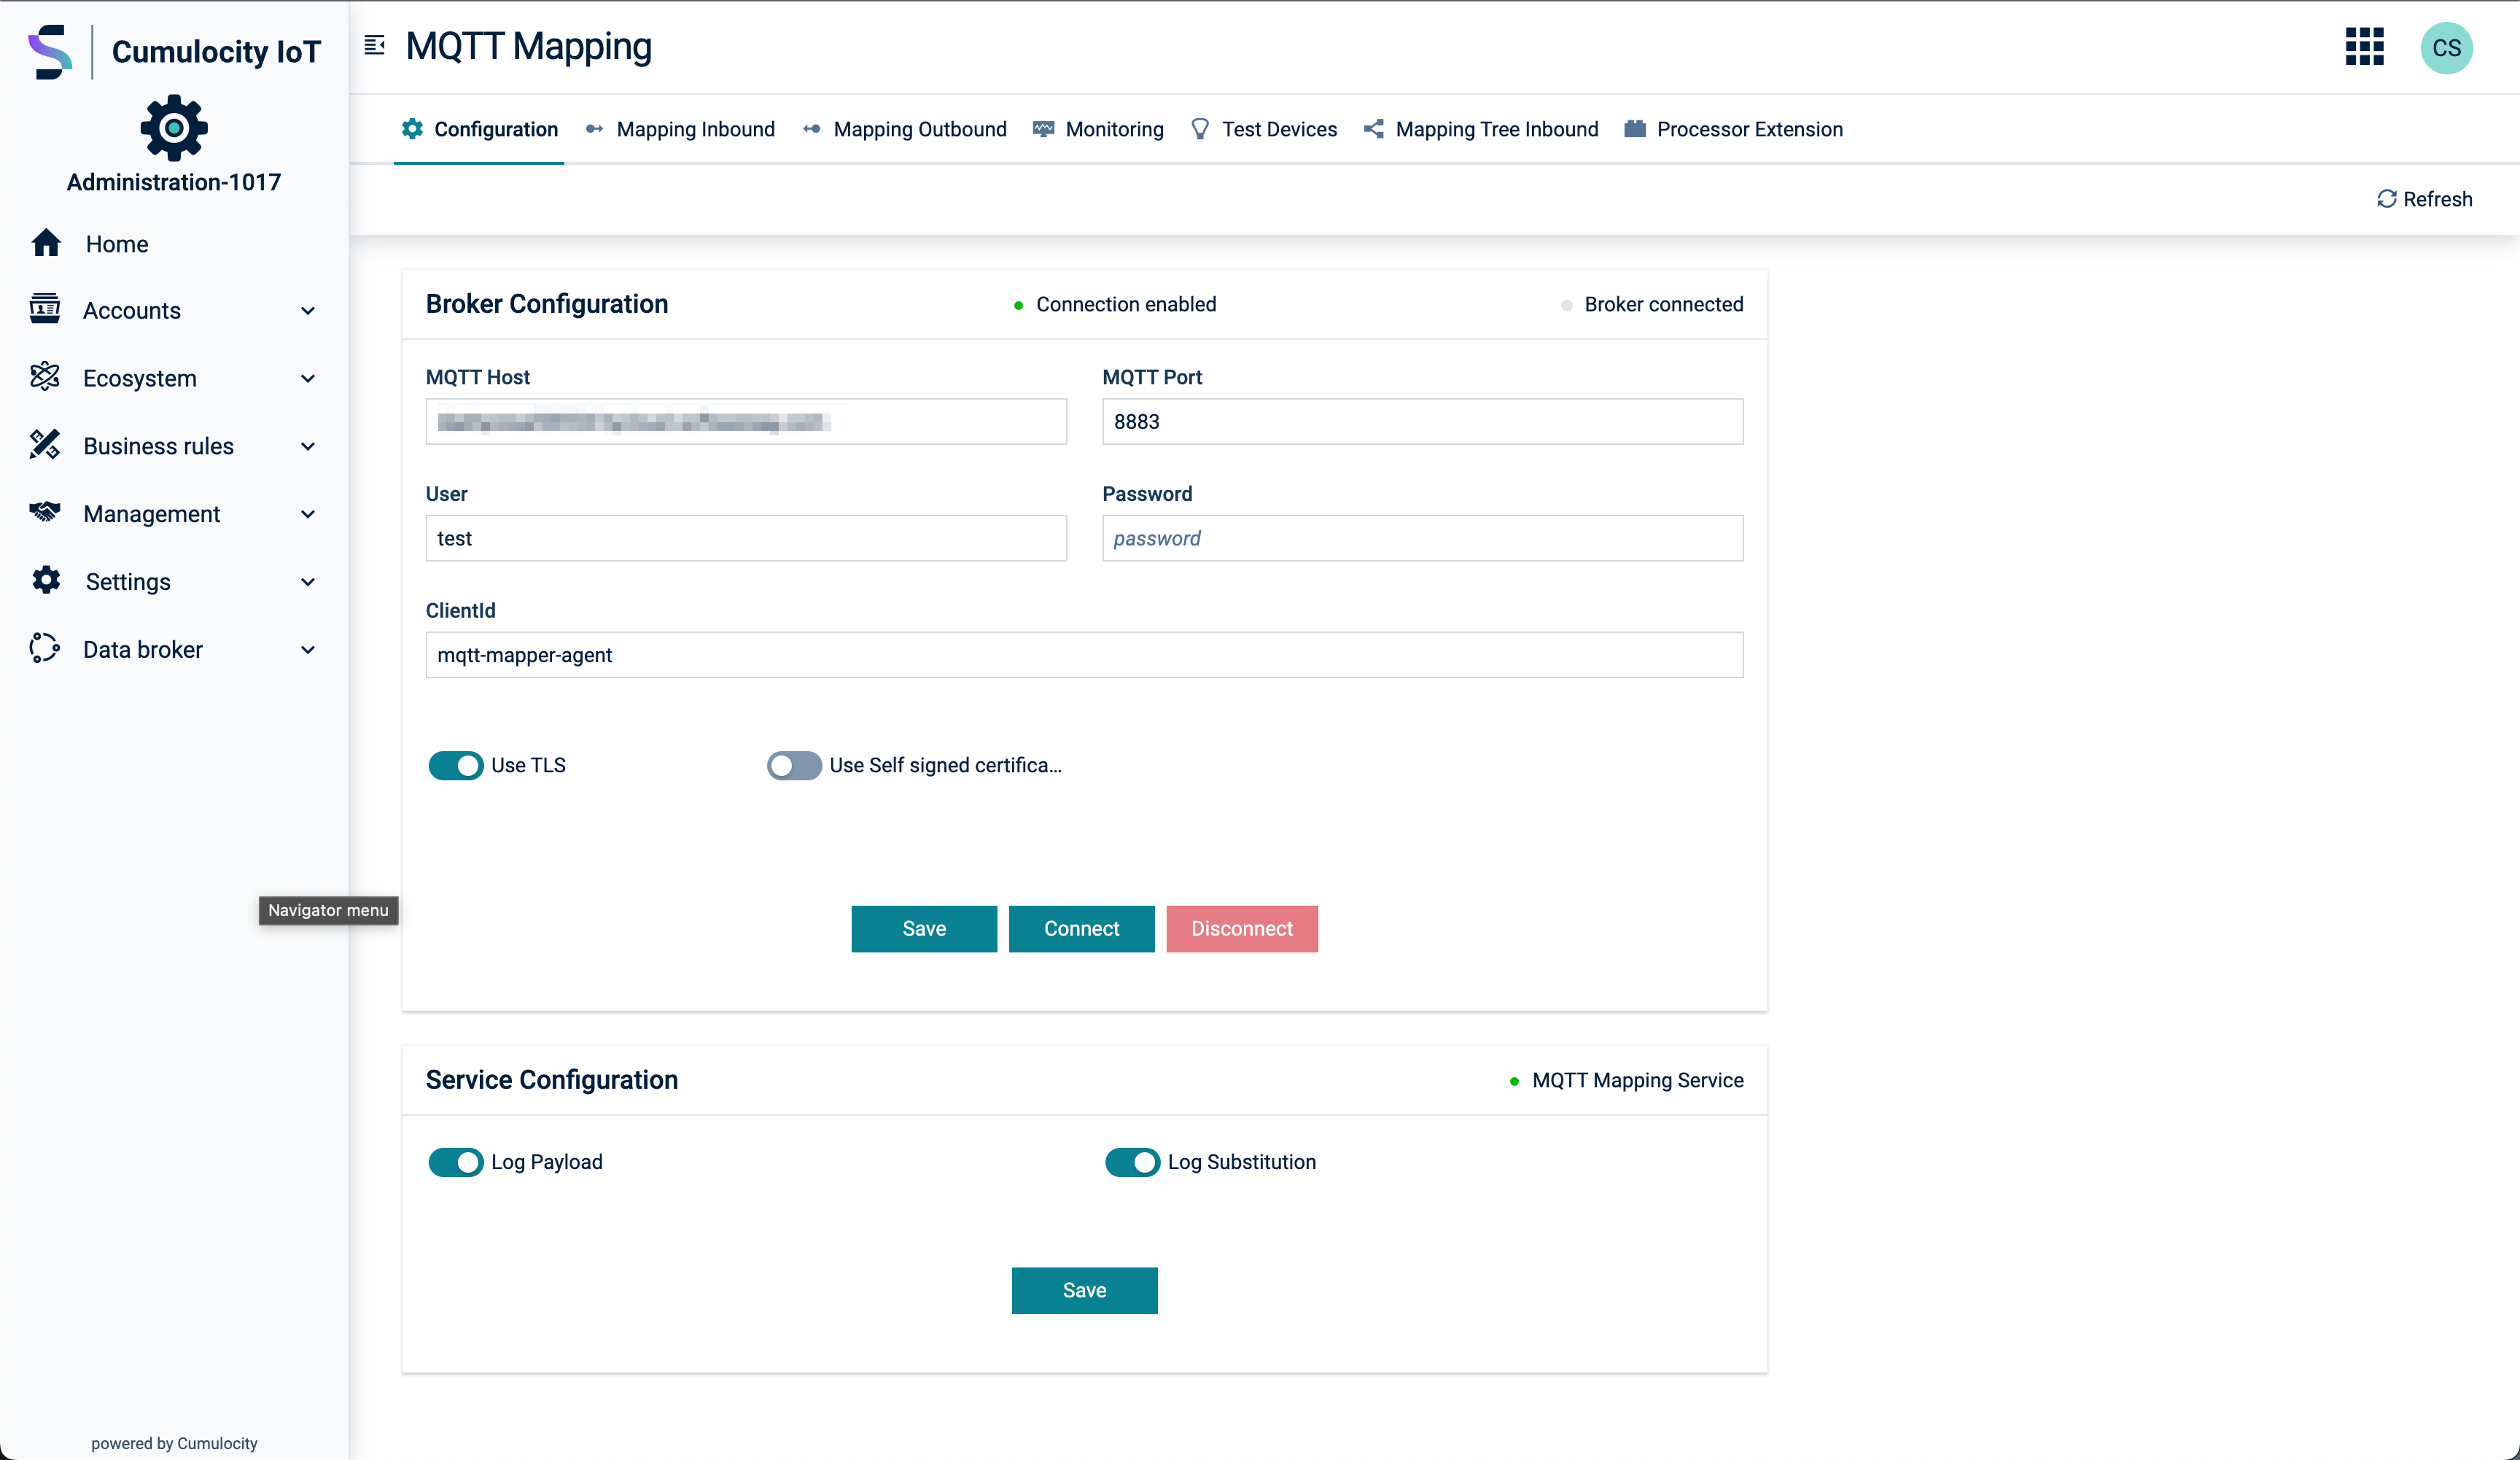 Cumulocity IoT
Administration-1017
Home
Accounts
Ecosystem
Business rules
Management
Settings
Data broker
Navigator menu
powered by Cumulocity
MQTT Mapping
CS
Configuration Mapping Inbound Mapping Outbound Monitoring Test Devices Mapping Tree Inbound Processor Extension
Refresh
Broker Configuration Connection enabled Broker connected
MQTT Host MQTT Port
8883
User Password
test password
ClientId
mqtt-mapper-agent
Use TLS Use Self signed certifica...
Save Connect Disconnect
Service Configuration MQTT Mapping Service
Log Payload Log Substitution
Save